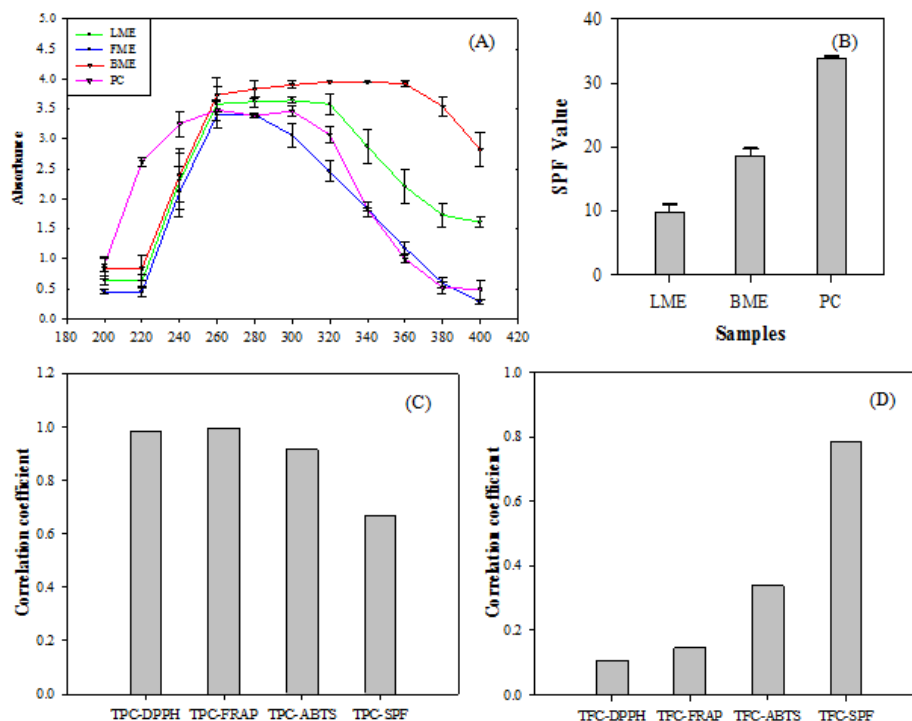 (A)
LME
FME
BME
PC
5.0
4.5
4.0
3.5
3.0
2.5
2.0
1.5
1.0
0.5
0.0
Absorbance
180 200 220 240 260 280 300 320 340 360 380 400 420
(B)
40
30
20
10
0
SPF Value
LME BME PC
Samples
(C)
1.2
1.0
0.8
0.6
0.4
0.2
0.0
Correlation coefficient
TPC-DPPH TPC-FRAP TPC-ABTS TPC-SPF
(D)
1.0
0.8
0.6
0.4
0.2
0.0
Correlation coefficient
TFC-DPPH TFC-FRAP TFC-ABTS TFC-SPF